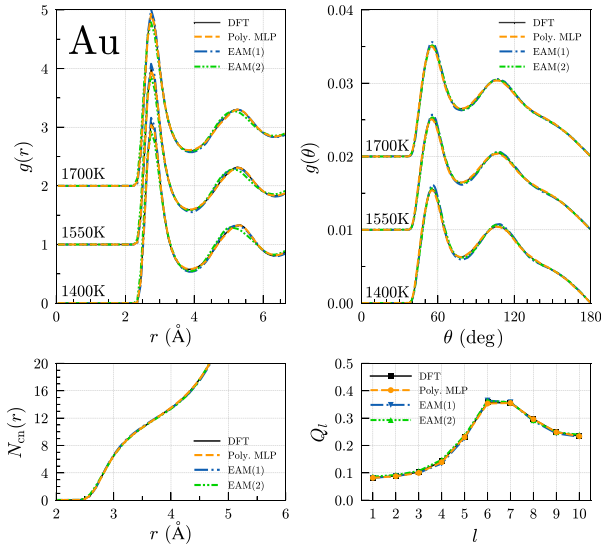 Au
DFT
Poly. MLP
EAM(1)
EAM(2)
1700K
1550K
1400K
0
1
2
3
4
5
g(r)
0
2
4
6
r (Å)
DFT
Poly. MLP
EAM(1)
EAM(2)
1700K
1550K
1400K
0.00
0.01
0.02
0.03
0.04
g(θ)
0
60
120
180
θ (deg)
DFT
Poly. MLP
EAM(1)
EAM(2)
0
4
8
12
16
20
N_cn(r)
2
3
4
5
6
r (Å)
DFT
Poly. MLP
EAM(1)
EAM(2)
0.0
0.1
0.2
0.3
0.4
0.5
Q_l
1 2 3 4 5 6 7 8 9 10
l